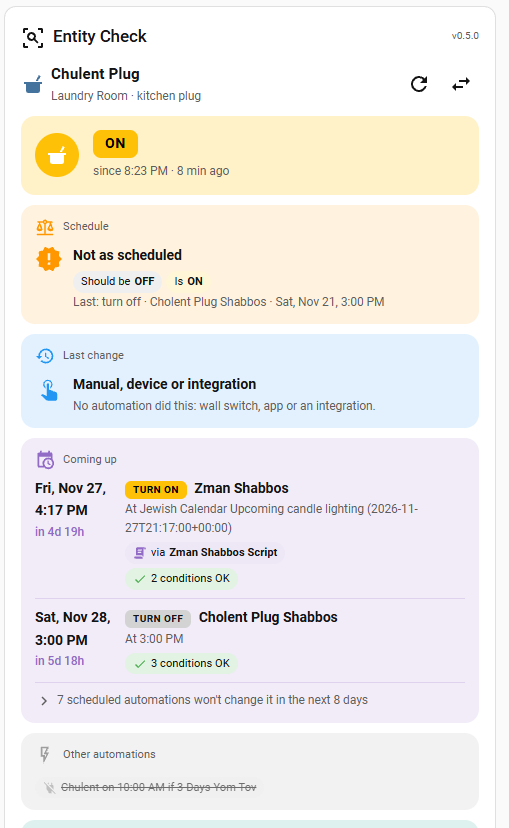 Entity Check
v0.5.0
Chulent Plug
Laundry Room · kitchen plug
ON
since 8:23 PM · 8 min ago
Schedule
Not as scheduled
Should be OFF Is ON
Last: turn off · Cholent Plug Shabbos · Sat, Nov 21, 3:00 PM
Last change
Manual, device or integration
No automation did this: wall switch, app or an integration.
Coming up
Fri, Nov 27,
4:17 PM
in 4d 19h
TURN ON Zman Shabbos
At Jewish Calendar Upcoming candle lighting (2026-11-
27T21:17:00+00:00)
via Zman Shabbos Script
2 conditions OK
Sat, Nov 28,
3:00 PM
in 5d 18h
TURN OFF Cholent Plug Shabbos
At 3:00 PM
3 conditions OK
7 scheduled automations won't change it in the next 8 days
Other automations
Chulent on 10:00 AM if 3 Days Yom Tov